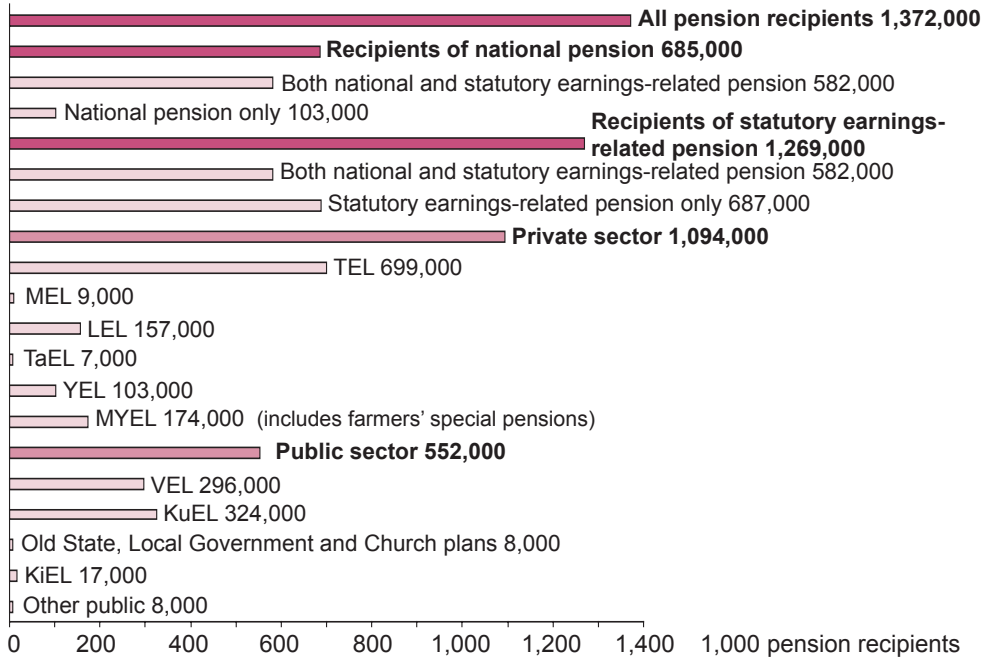 All pension recipients 1,372,000
Recipients of national pension 685,000
Both national and statutory earnings-related pension 582,000
National pension only 103,000
Recipients of statutory earnings-
related pension 1,269,000
Both national and statutory earnings-related pension 582,000
Statutory earnings-related pension only 687,000
Private sector 1,094,000
TEL 699,000
MEL 9,000
LEL 157,000
TaEL 7,000
YEL 103,000
MYEL 174,000 (includes farmers’ special pensions)
Public sector 552,000
VEL 296,000
KuEL 324,000
Old State, Local Government and Church plans 8,000
KiEL 17,000
Other public 8,000
0 200 400 600 800 1,000 1,200 1,400 1,000 pension recipients